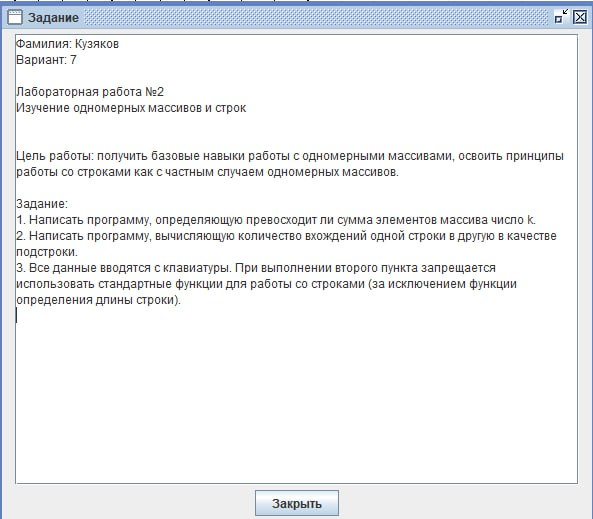 Задание
Фамилия: Кузяков
Вариант: 7
Лабораторная работа №2
Изучение одномерных массивов и строк
Цель работы: получить базовые навыки работы с одномерными массивами, освоить принципы
работы со строками как с частным случаем одномерных массивов.
Задание:
1. Написать программу, определяющую превосходит ли сумма элементов массива число k.
2. Написать программу, вычисляющую количество вхождений одной строки в другую в качестве
подстроки.
3. Все данные вводятся с клавиатуры. При выполнении второго пункта запрещается
использовать стандартные функции для работы со строками (за исключением функции
определения длины строки).
Закрыть